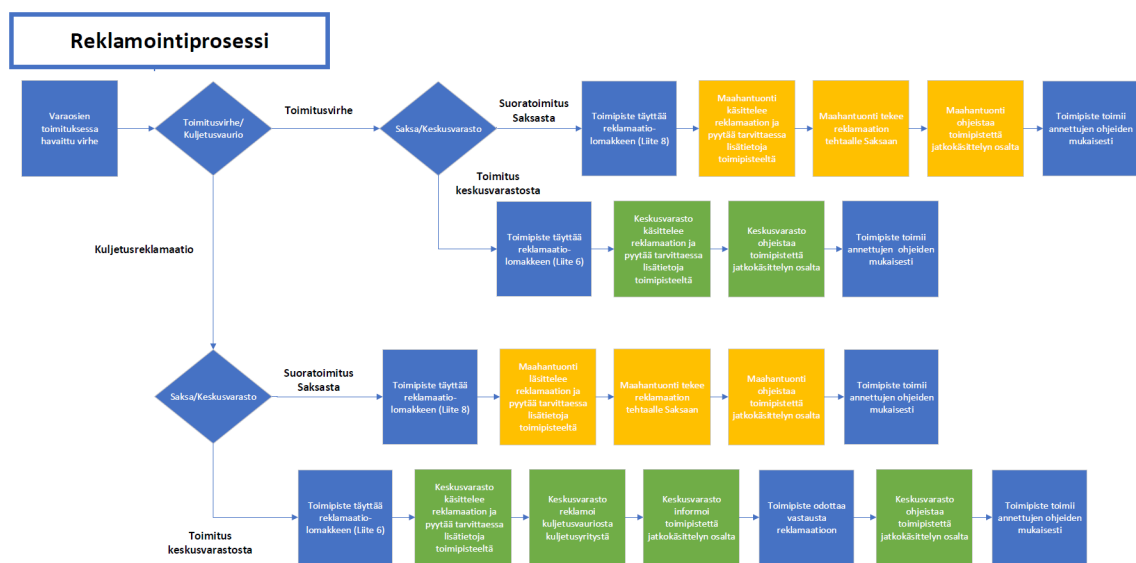 Reklamointiprosessi
Varaosien
toimituksessa
havaittu virhe
Toimitusvirhe/
Kuljetusvaurio
Toimitusvirhe
Saksa/Keskusvarasto
Suoratoimitus
Saksasta
Toimipiste täyttää
reklamaatio-
lomakkeen (Liite 8)
Maahantuonti
käsittelee
reklamaation ja
pyytää tarvittaessa
lisätietoja
toimipisteeltä
Maahantuonti tekee
reklamaation
tehtaalle Saksaan
Maahantuonti
ohjeistaa
toimipistettä
jatkokäsittelyn osalta
Toimipiste toimii
annettujen ohjeiden
mukaisesti
Toimitus
keskusvarastosta
Toimipiste täyttää
reklamaatio-
lomakkeen (Liite 6)
Keskusvarasto
käsittelee
reklamaation ja
pyytää tarvittaessa
lisätietoja
toimipisteeltä
Keskusvarasto
ohjeistaa
toimipistettä
jatkokäsittelyn osalta
Toimipiste toimii
annettujen ohjeiden
mukaisesti
Kuljetusreklamaatio
Saksa/Keskusvarasto
Suoratoimitus
Saksasta
Toimipiste täyttää
reklamaatio-
lomakkeen (Liite 8)
Maahantuonti
läsittelee
reklamaation ja
pyytää tarvittaessa
lisätietoja
toimipisteeltä
Maahantuonti tekee
reklamaation
tehtaalle Saksaan
Maahantuonti
ohjeistaa
toimipistettä
jatkokäsittelyn osalta
Toimipiste toimii
annettujen ohjeiden
mukaisesti
Toimitus
keskusvarastosta
Toimipiste täyttää
reklamaatio-
lomakkeen (Liite 6)
Keskusvarasto
käsittelee
reklamaation ja
pyytää tarvittaessa
lisätietoja
toimipisteeltä
Keskusvarasto
reklamoi
kuljetusvauriosta
kuljetusyritystä
Keskusvarasto
informoi
toimipistettä
jatkokäsittelyn osalta
Toimipiste odottaa
vastausta
reklamaatioon
Keskusvarasto
ohjeistaa
toimipistettä
jatkokäsittelyn osalta
Toimipiste toimii
annettujen ohjeiden
mukaisesti